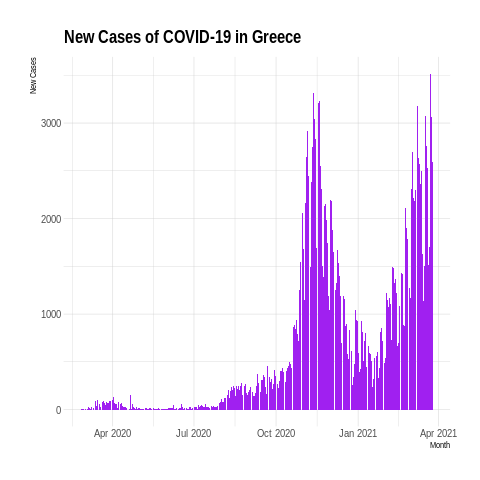 New Cases of COVID-19 in Greece
New Cases
3000
2000
1000
0
Apr 2020 Jul 2020 Oct 2020 Jan 2021 Apr 2021
Month